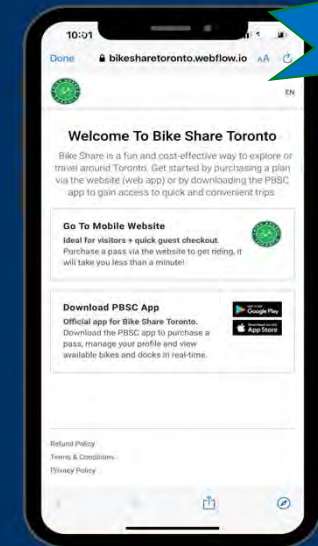 10:01
Done bikesharetoronto.webflow.io AA
EN
Welcome To Bike Share Toronto
Bike Share is a fun and cost-effective way to explore or
travel around Toronto. Get started by purchasing a plan
via the website (web app) or by downloading the PBSC
app to gain access to quick and convenient trips.
Go To Mobile Website
Ideal for visitors + quick guest checkout.
Purchase a pass via the website to get riding, it
will take you less than a minute!
Download PBSC App
Official app for Bike Share Toronto.
Download the PBSC app to purchase a
pass, manage your profile and view
available bikes and docks in real-time.
Google Play
App Store
Refund Policy
Terms & Conditions
Privacy Policy